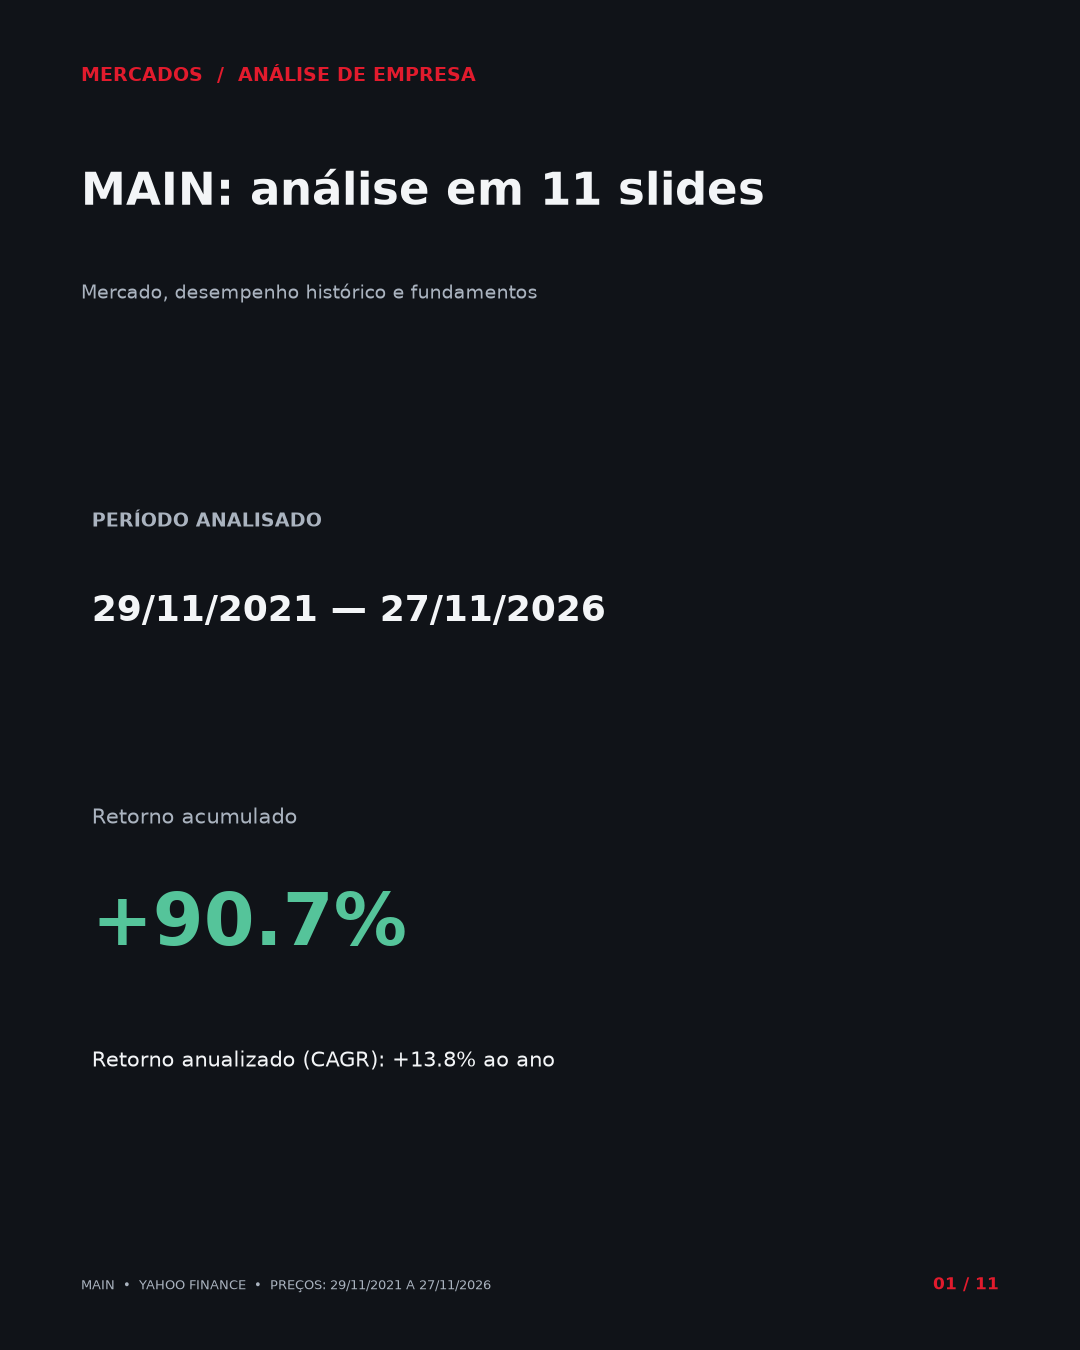 MERCADOS / ANÁLISE DE EMPRESA
MAIN: análise em 11 slides
Mercado, desempenho histórico e fundamentos
PERÍODO ANALISADO
29/11/2021 — 27/11/2026
Retorno acumulado
+90.7%
Retorno anualizado (CAGR): +13.8% ao ano
MAIN • YAHOO FINANCE • PREÇOS: 29/11/2021 A 27/11/2026
01 / 11